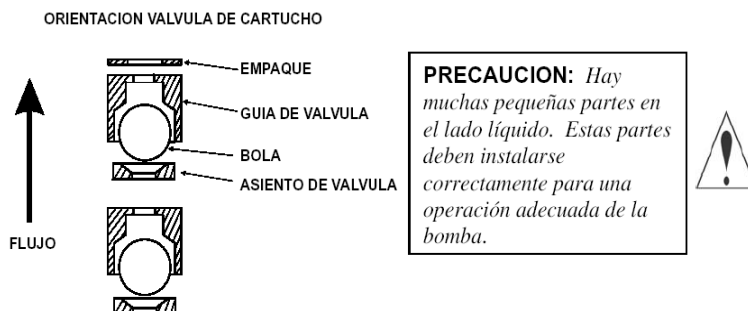 ORIENTACION VALVULA DE CARTUCHO
EMPAQUE
GUIA DE VALVULA
BOLA
ASIENTO DE VALVULA
FLUJO
PRECAUCION: Hay
muchas pequeñas partes en
el lado líquido. Estas partes
deben instalarse
correctamente para una
operación adecuada de la
bomba.
!